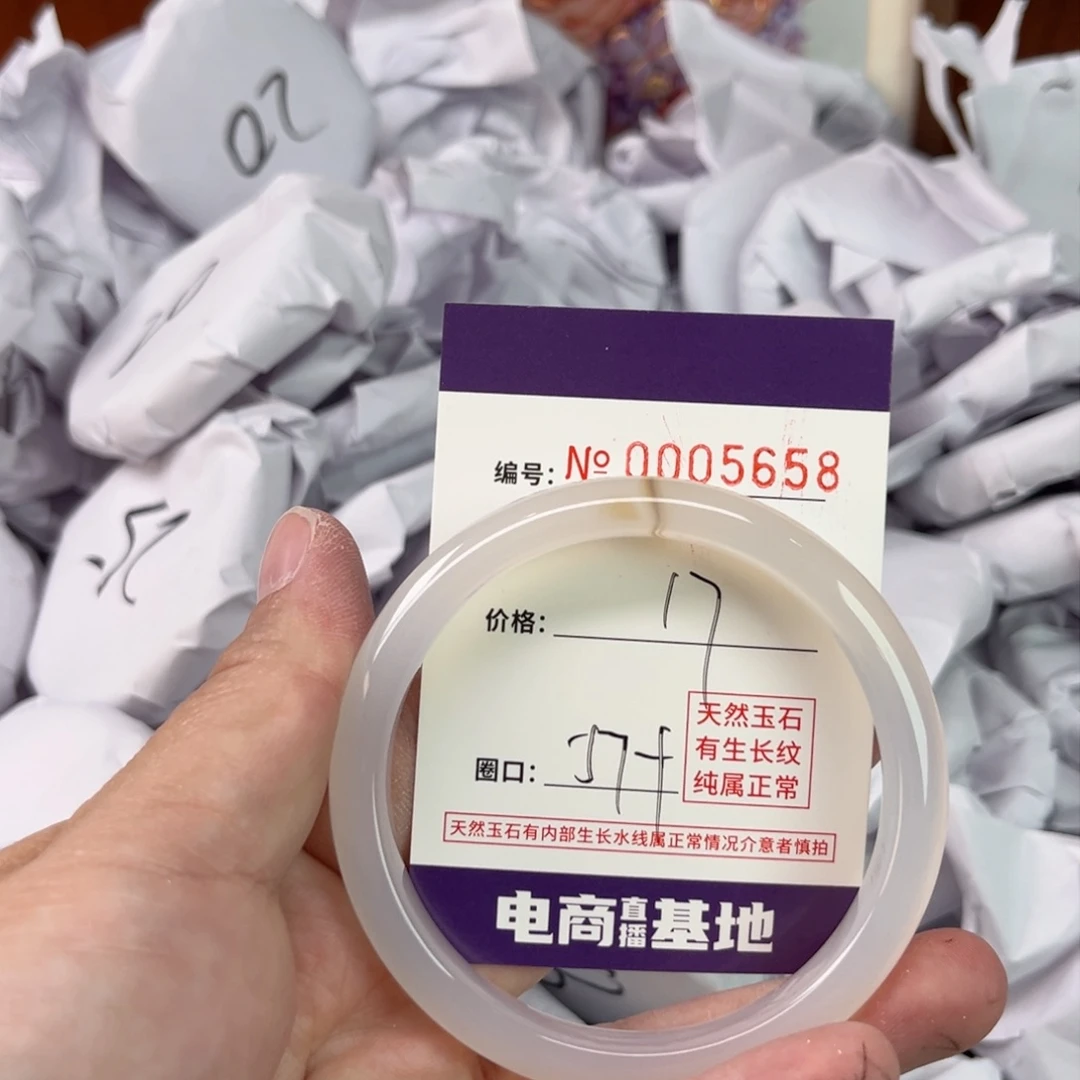 20
编号: № 0005658
价格: 17
圈口: 57+
天然玉石
有生长纹
纯属正常
天然玉石有内部生长水线属正常情况介意者慎拍
电商直播基地